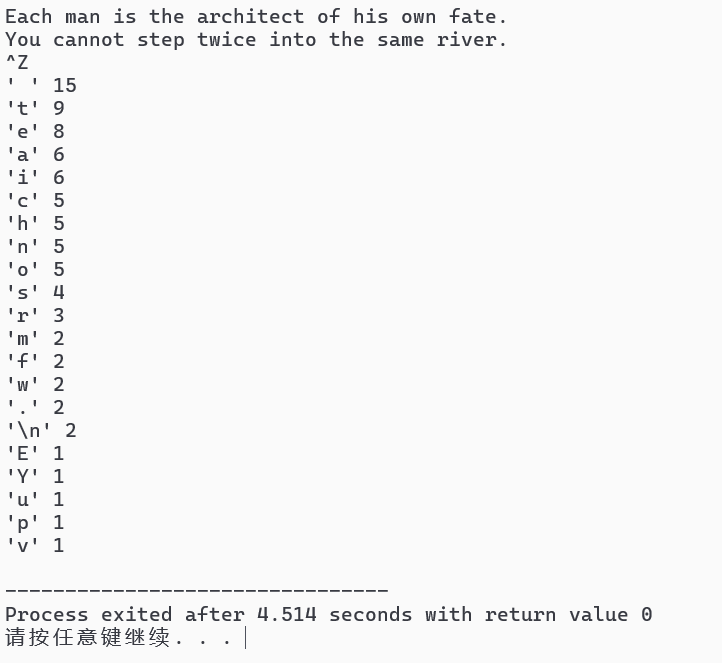 Each man is the architect of his own fate.
You cannot step twice into the same river.
^Z
' ' 15
't' 9
'e' 8
'a' 6
'i' 6
'c' 5
'h' 5
'n' 5
'o' 5
's' 4
'r' 3
'm' 2
'f' 2
'w' 2
'.' 2
'\n' 2
'E' 1
'Y' 1
'u' 1
'p' 1
'v' 1
--------------------------------
Process exited after 4.514 seconds with return value 0
请按任意键继续. . .